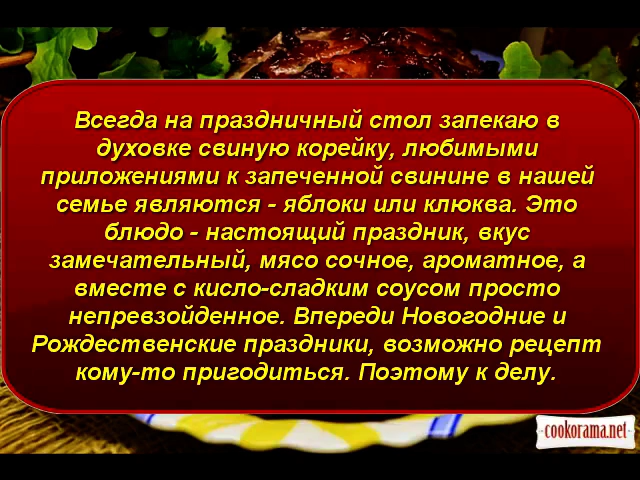 Всегда на праздничный стол запекаю в
духовке свиную корейку, любимыми
приложениями к запеченной свинине в нашей
семье являются - яблоки или клюква. Это
блюдо - настоящий праздник, вкус
замечательный, мясо сочное, ароматное, а
вместе с кисло-сладким соусом просто
непревзойденное. Впереди Новогодние и
Рождественские праздники, возможно рецепт
кому-то пригодиться. Поэтому к делу.
cookorama.net